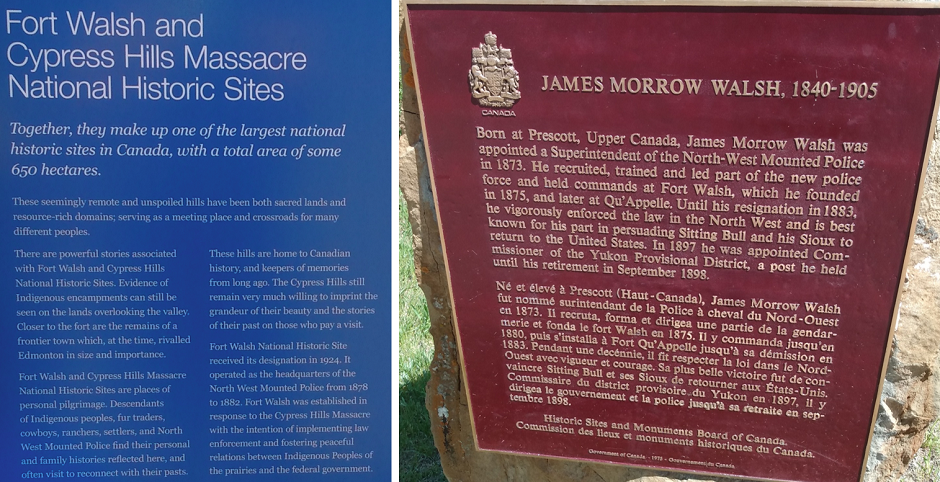 Fort Walsh and
Cypress Hills Massacre
National Historic Sites
Together, they make up one of the largest national
historic sites in Canada, with a total area of some
650 hectares.
These seemingly remote and unspoiled hills have been both sacred lands and
resource-rich domains; serving as a meeting place and crossroads for many
different peoples.
There are powerful stories associated
with Fort Walsh and Cypress Hills
National Historic Sites. Evidence of
Indigenous encampments can still be
seen on the lands overlooking the valley.
Closer to the fort are the remains of a
frontier town which, at the time, rivalled
Edmonton in size and importance.
Fort Walsh and Cypress Hills Massacre
National Historic Sites are places of
personal pilgrimage. Descendants
of Indigenous peoples, fur traders,
cowboys, ranchers, settlers, and North
West Mounted Police find their personal
and family histories reflected here, and
often visit to reconnect with their pasts.
These hills are home to Canadian
history, and keepers of memories
from long ago. The Cypress Hills still
remain very much willing to imprint the
grandeur of their beauty and the stories
of their past on those who pay a visit.
Fort Walsh National Historic Site
received its designation in 1924. It
operated as the headquarters of the
North West Mounted Police from 1878
to 1882. Fort Walsh was established in
response to the Cypress Hills Massacre
with the intention of implementing law
enforcement and fostering peaceful
relations between Indigenous Peoples of
the prairies and the federal government.
CANADA
JAMES MORROW WALSH, 1840-1905
Born at Prescott, Upper Canada, James Morrow Walsh was
appointed a Superintendent of the North-West Mounted Police
in 1873. He recruited, trained and led part of the new police
force and held commands at Fort Walsh, which he founded
in 1875, and later at Qu'Appelle. Until his resignation in 1883,
he vigorously enforced the law in the North West and is best
known for his part in persuading Sitting Bull and his Sioux to
return to the United States. In 1897 he was appointed Com-
missioner of the Yukon Provisional District, a post he held
until his retirement in September 1898.
Né et élevé à Prescott (Haut-Canada), James Morrow Walsh
fut nommé surintendant de la Police à cheval du Nord-Ouest
en 1873. Il recruta, forma et dirigea une partie de la gendar-
merie et fonda le fort Walsh en 1875. Il y commanda jusqu'en
1880, puis s'installa à Fort Qu'Appelle jusqu'à sa démission en
1883. Pendant une décennie, il fit respecter la loi dans le Nord-
Ouest avec vigueur et courage. Sa plus belle victoire fut de con-
vaincre Sitting Bull et ses Sioux de retourner aux États-Unis.
Commissaire du district provisoire du Yukon en 1897, il y
dirigea le gouvernement et la police jusqu'à sa retraite en sep-
tembre 1898.
Historic Sites and Monuments Board of Canada.
Commission des lieux et monuments historiques du Canada.
Government of Canada - 1975 - Gouvernement du Canada